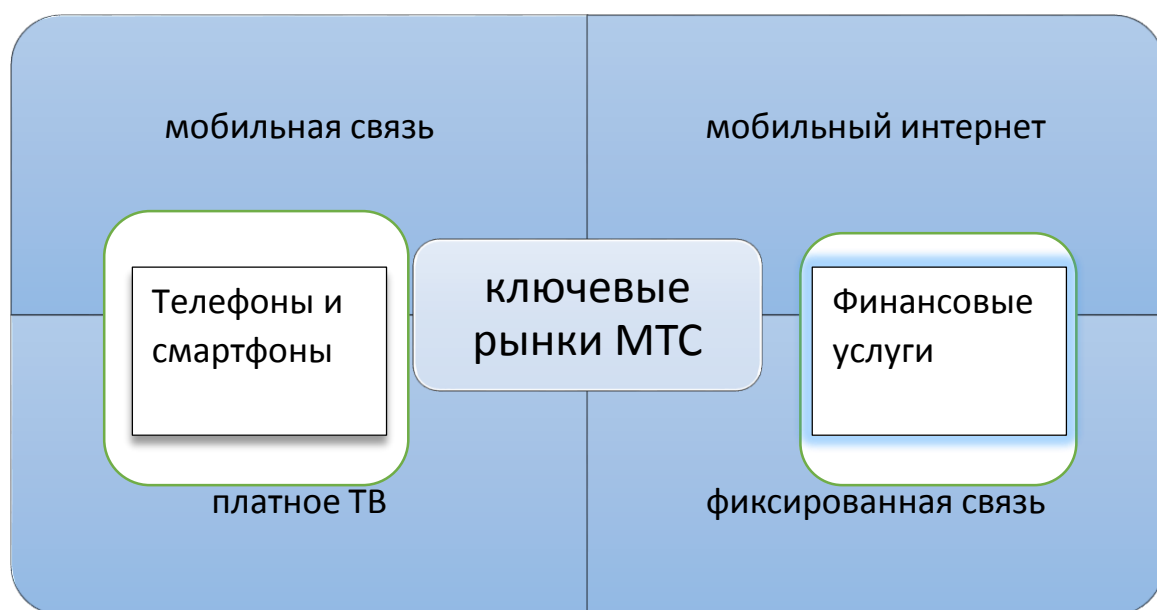 мобильная связь
мобильный интернет
Телефоны и
смартфоны
ключевые
рынки МТС
Финансовые
услуги
платное ТВ
фиксированная связь